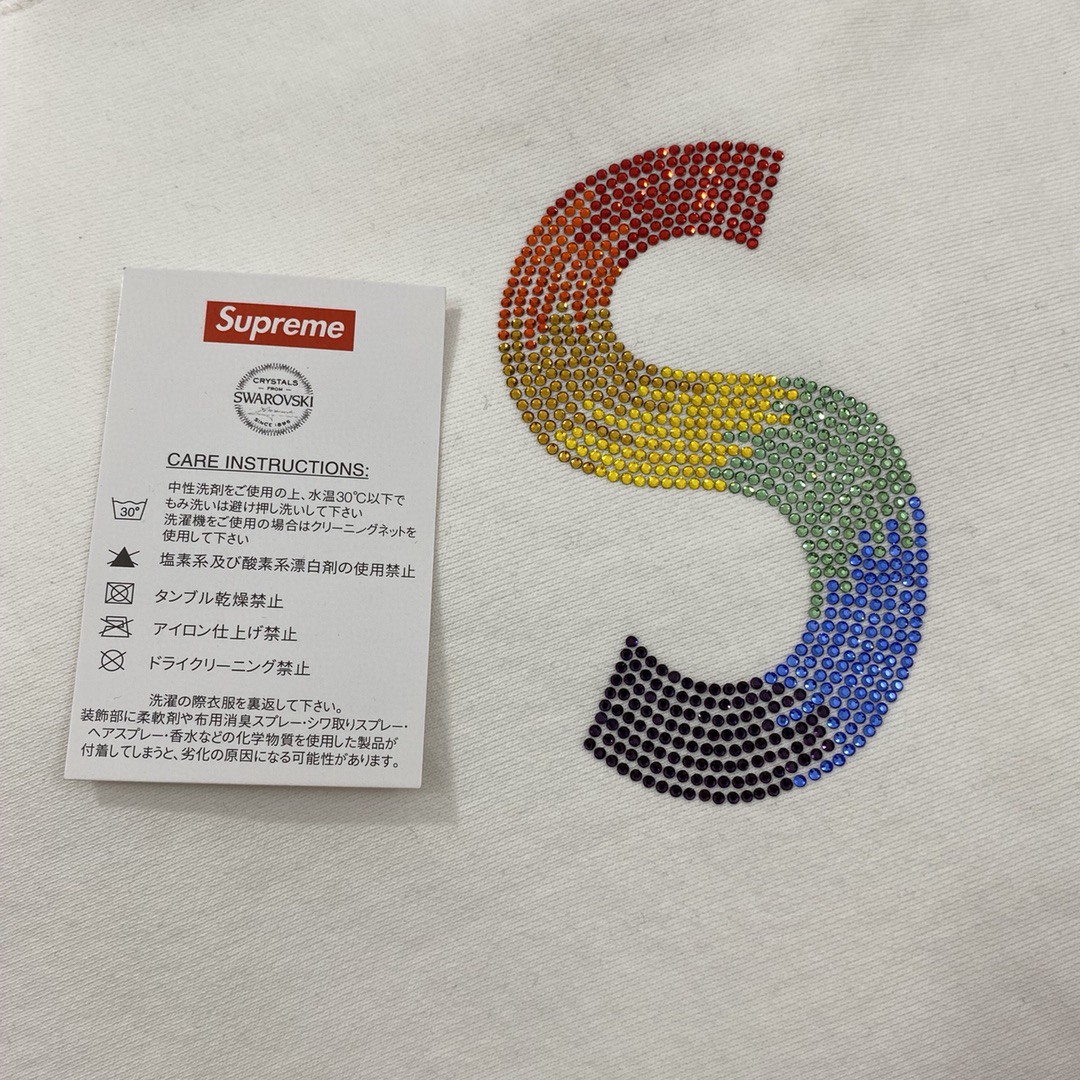 Supreme
CRYSTALS
FROM
SWAROVSKI
SINCE 1895
CARE INSTRUCTIONS:
30°
中性洗剤をご使用の上、水温30℃以下で
もみ洗いは避け押し洗いして下さい
洗濯機をご使用の場合はクリーニングネットを
使用して下さい
塩素系及び酸素系漂白剤の使用禁止
タンブル乾燥禁止
アイロン仕上げ禁止
ドライクリーニング禁止
洗濯の際衣服を裏返して下さい。
装飾部に柔軟剤や布用消臭スプレー・シワ取りスプレー・
ヘアスプレー・香水などの化学物質を使用した製品が
付着してしまうと、劣化の原因になる可能性があります。
S